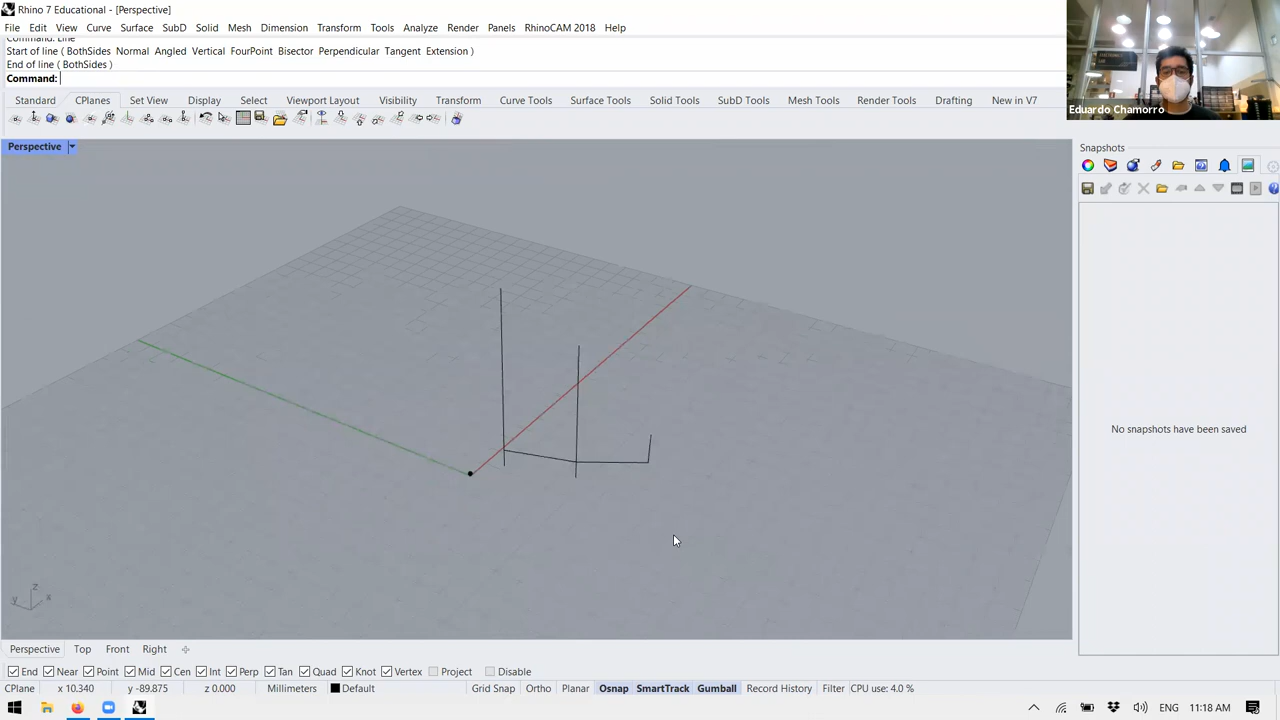 Rhino 7 Educational - [Perspective]
File Edit View Curve Surface SubD Solid Mesh Dimension Transform Tools Analyze Render Panels RhinoCAM 2018 Help
Command: Line
Start of line ( BothSides Normal Angled Vertical FourPoint Bisector Perpendicular Tangent Extension )
End of line ( BothSides )
Command:
Standard CPlanes Set View Display Select Viewport Layout Visibility Transform Curve Tools Surface Tools Solid Tools SubD Tools Mesh Tools Render Tools Drafting New in V7
Eduardo Chamorro
Perspective
Snapshots
No snapshots have been saved
z
y x
Perspective Top Front Right
End Near Point Mid Cen Int Perp Tan Quad Knot Vertex Project Disable
CPlane x 10.340 y -89.875 z 0.000 Millimeters Default Grid Snap Ortho Planar Osnap SmartTrack Gumball Record History Filter CPU use: 4.0 %
ENG 11:18 AM